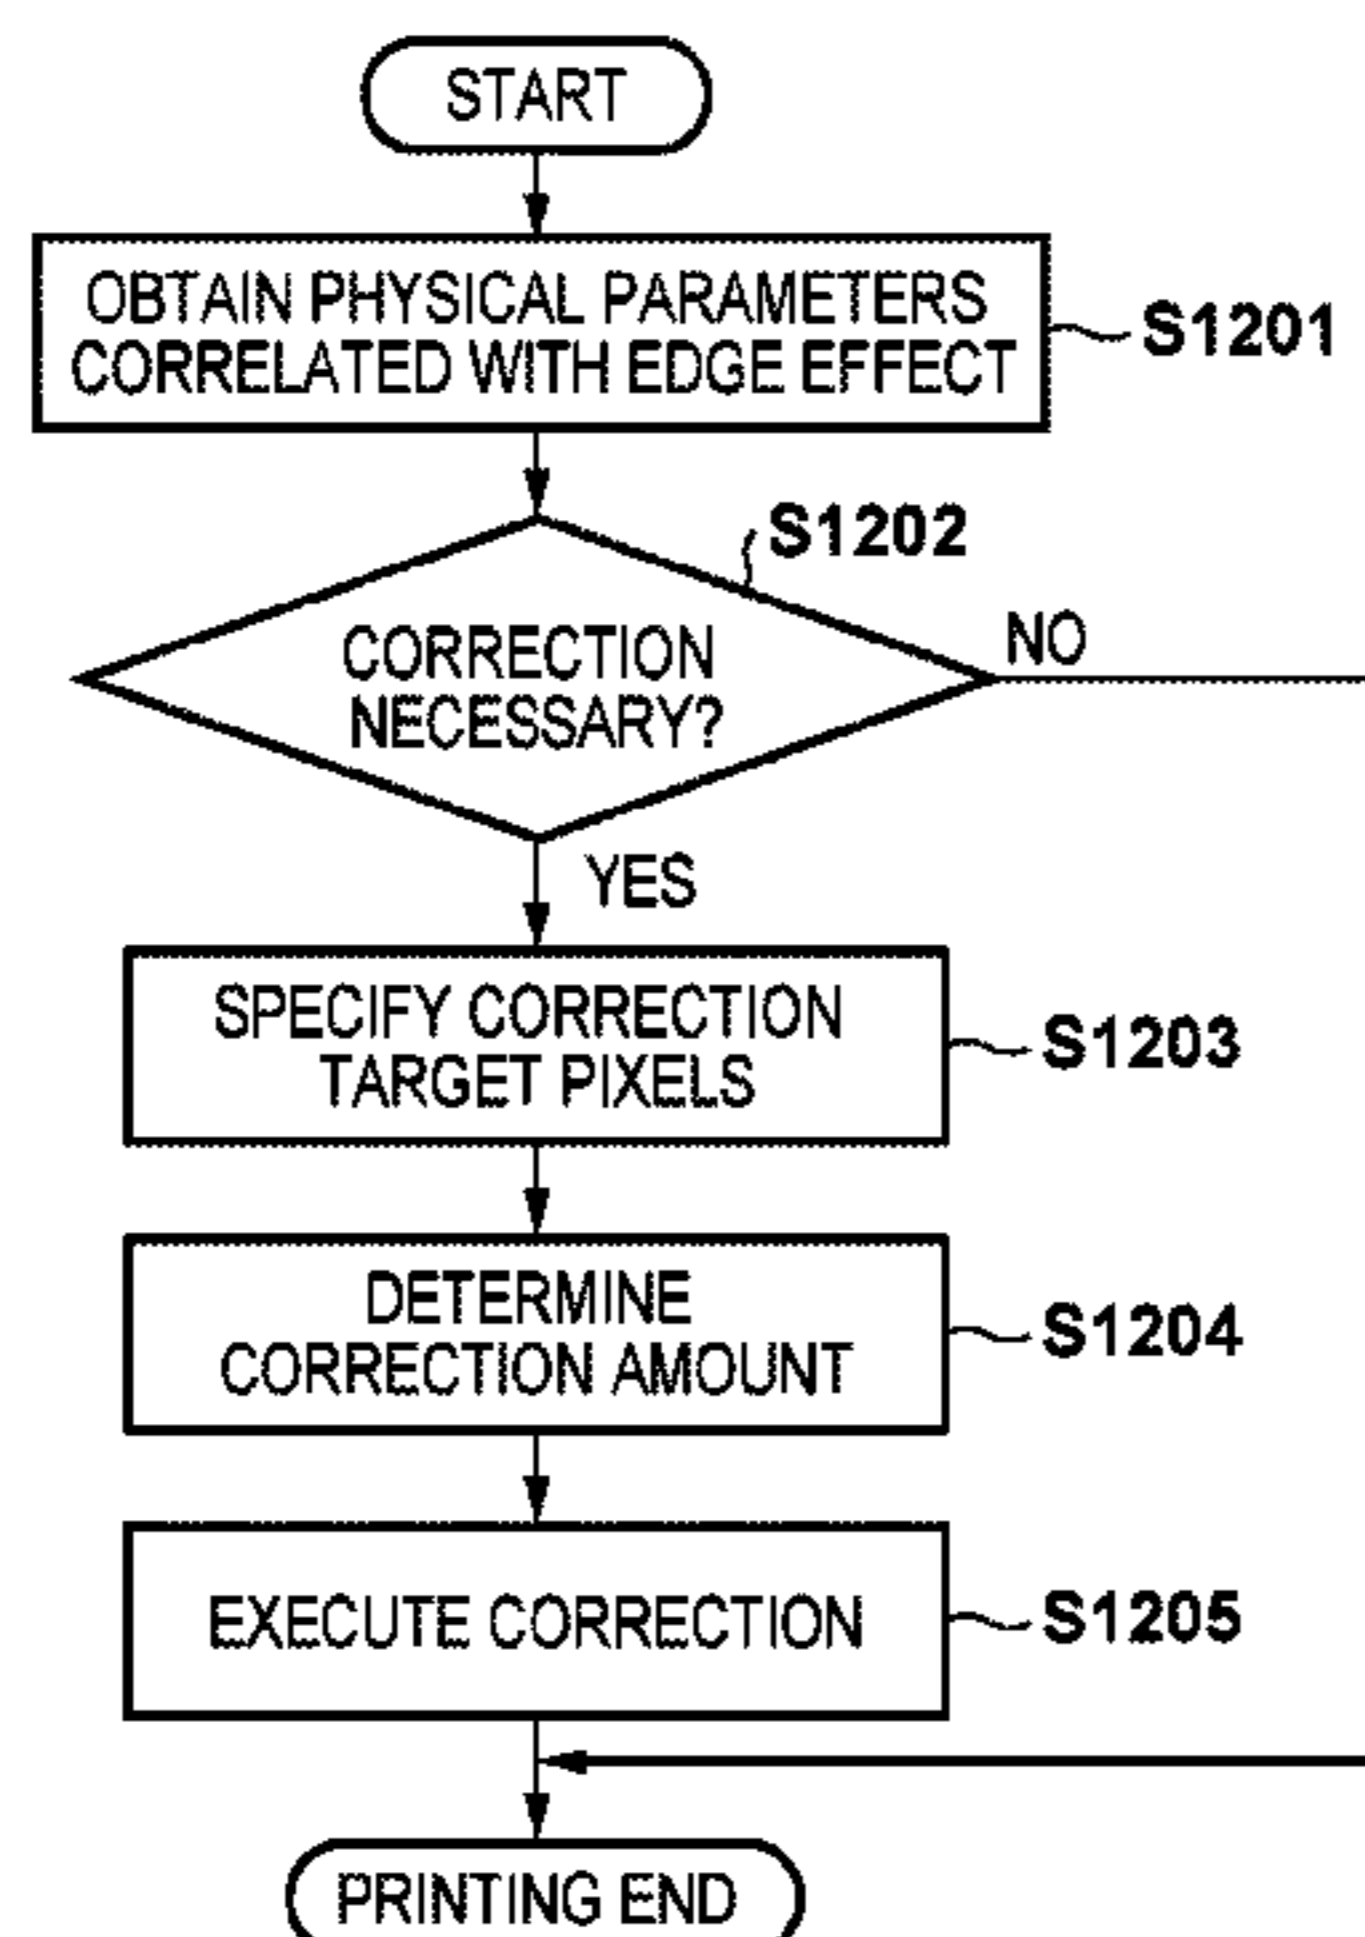 START
OBTAIN PHYSICAL PARAMETERS
CORRELATED WITH EDGE EFFECT
S1201
S1202
CORRECTION
NECESSARY?
NO
YES
SPECIFY CORRECTION
TARGET PIXELS
S1203
DETERMINE
CORRECTION AMOUNT
S1204
EXECUTE CORRECTION
S1205
PRINTING END